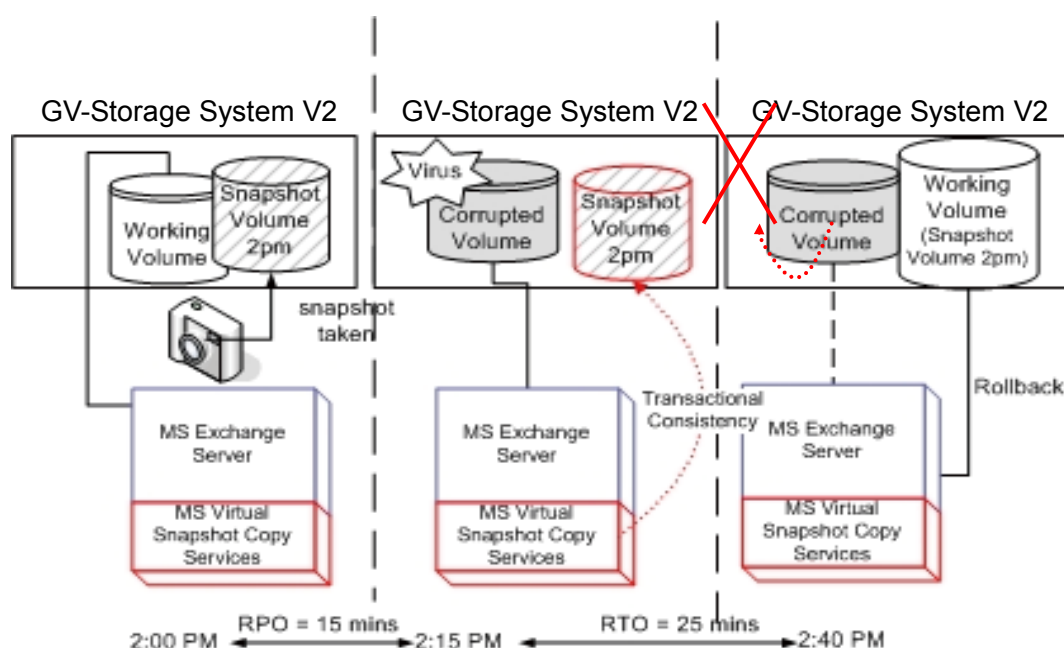 GV-Storage System V2
GV-Storage System V2
GV-Storage System V2
Working
Volume
Snapshot
Volume
2pm
snapshot
taken
MS Exchange
Server
MS Virtual
Snapshot Copy
Services
Virus
Corrupted
Volume
Snapshot
Volume
2pm
Transactional
Consistency
MS Exchange
Server
MS Virtual
Snapshot Copy
Services
Corrupted
Volume
Working
Volume
(Snapshot
Volume 2pm)
Rollback
MS Exchange
Server
MS Virtual
Snapshot Copy
Services
2:00 PM
RPO = 15 mins
2:15 PM
RTO = 25 mins
2:40 PM